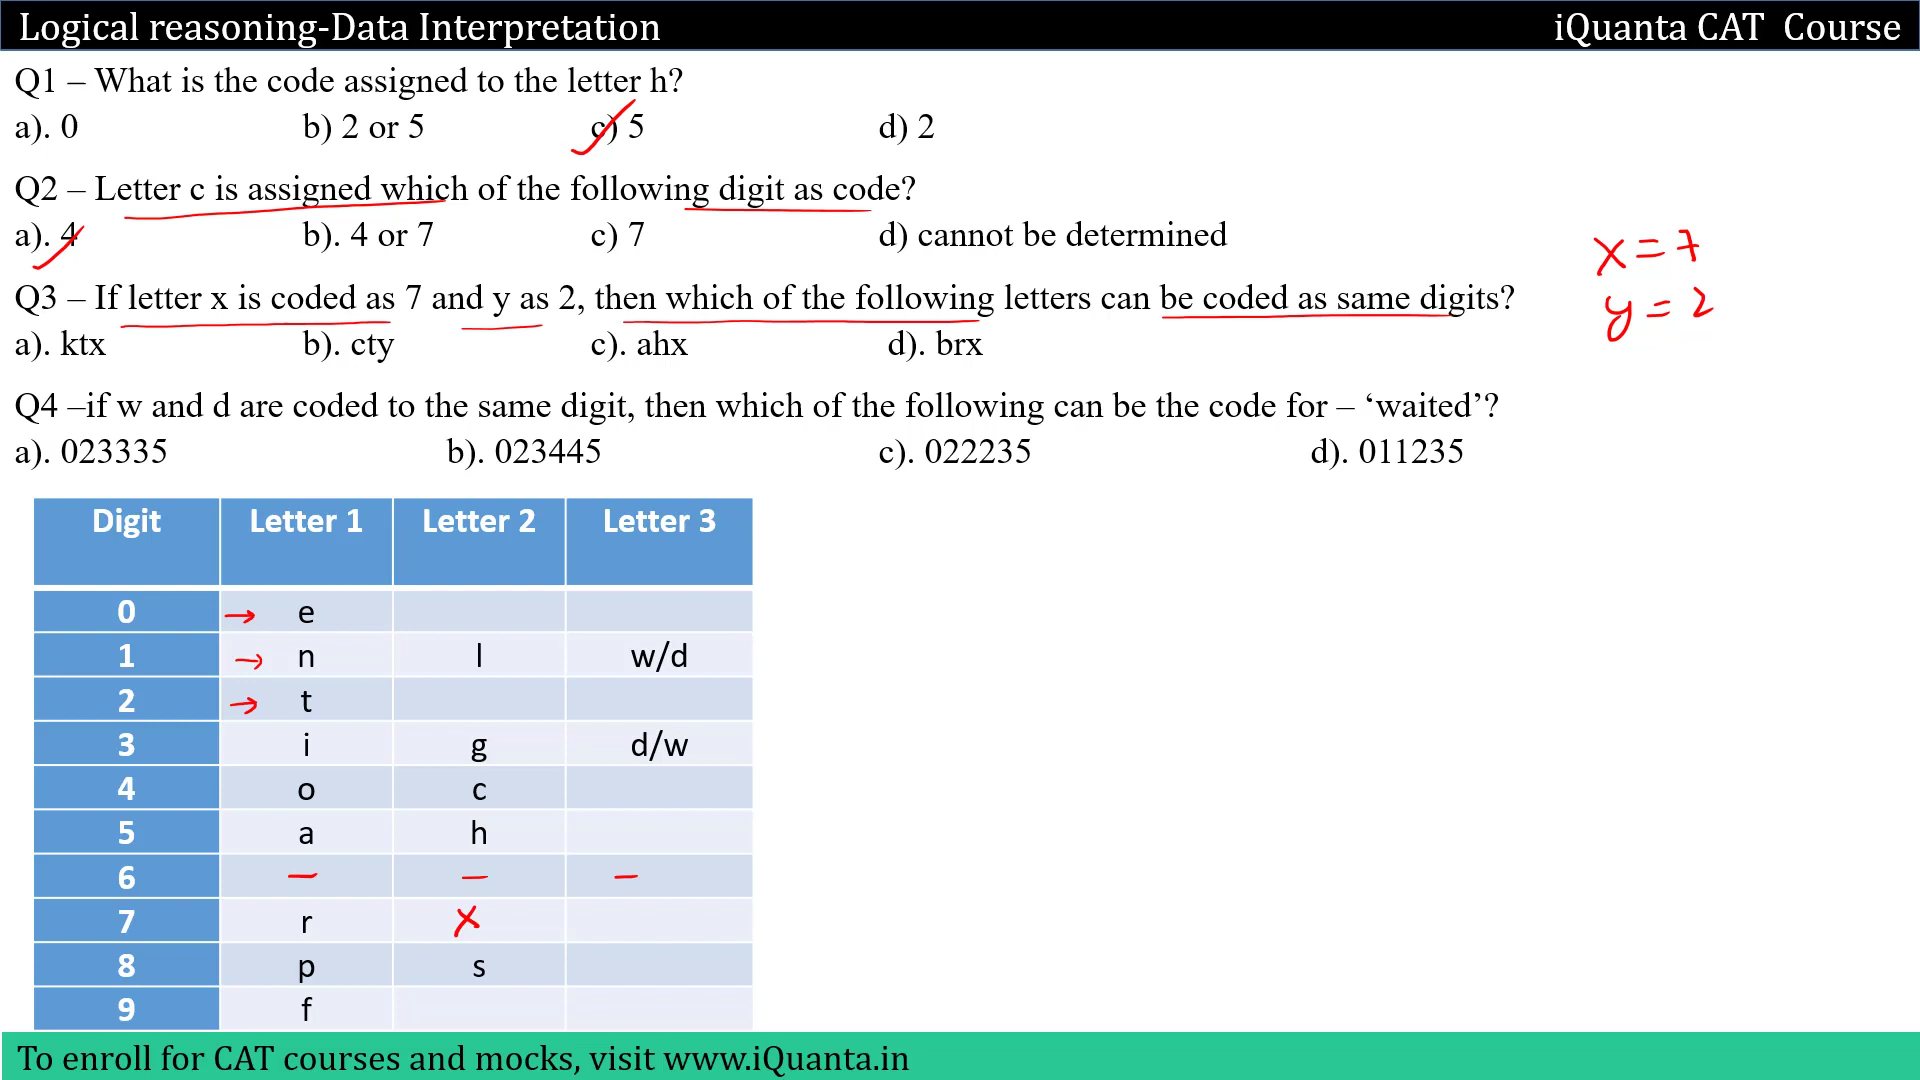 Logical reasoning-Data Interpretation iQuanta CAT Course
Q1 – What is the code assigned to the letter h?
a). 0 b) 2 or 5 c) 5 d) 2
Q2 – Letter c is assigned which of the following digit as code?
a). 4 b). 4 or 7 c) 7 d) cannot be determined
x = 7
Q3 – If letter x is coded as 7 and y as 2, then which of the following letters can be coded as same digits?
y = 2
a). ktx b). cty c). ahx d). brx
Q4 –if w and d are coded to the same digit, then which of the following can be the code for – ‘waited’?
a). 023335 b). 023445 c). 022235 d). 011235
Digit Letter 1 Letter 2 Letter 3
0 → e
1 → n l w/d
2 → t
3 i g d/w
4 o c
5 a h
6 – – –
7 r x
8 p s
9 f
To enroll for CAT courses and mocks, visit www.iQuanta.in